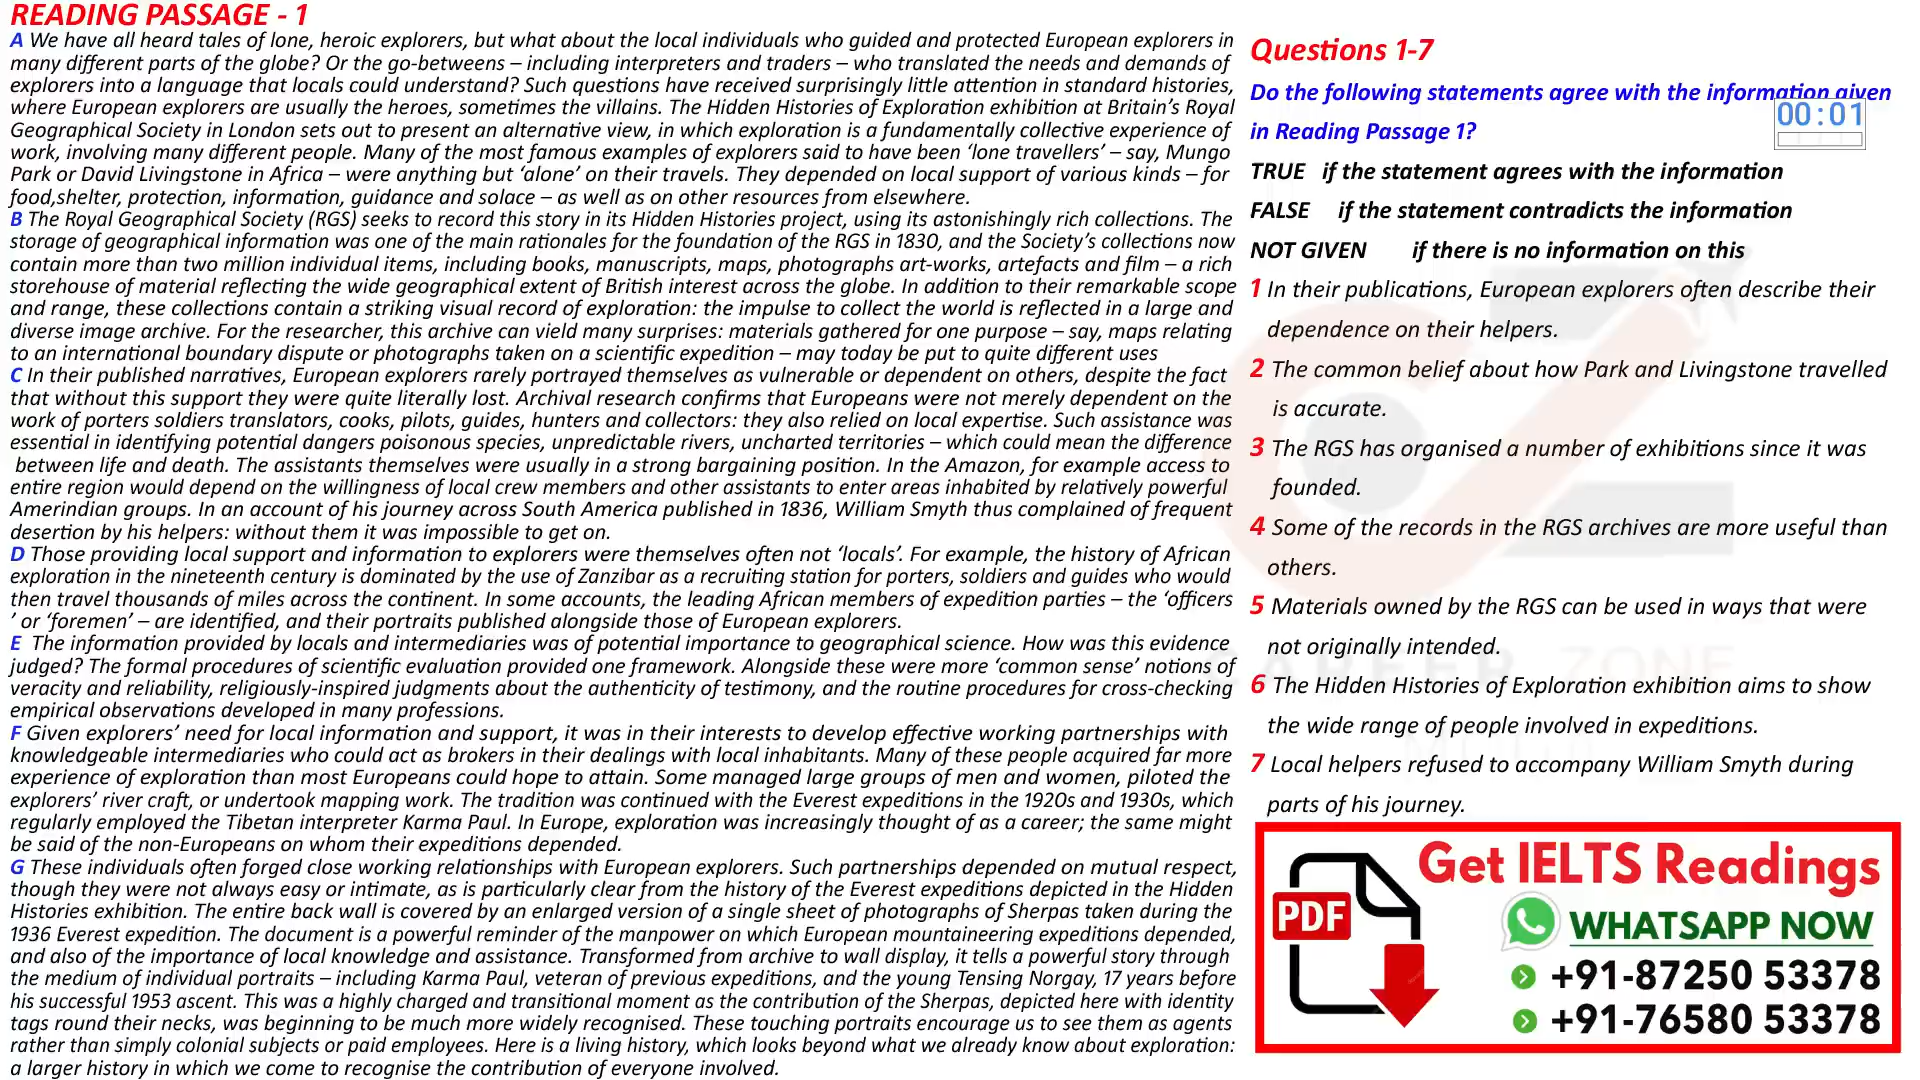 READING PASSAGE - 1
A We have all heard tales of lone, heroic explorers, but what about the local individuals who guided and protected European explorers in
many different parts of the globe? Or the go-betweens – including interpreters and traders – who translated the needs and demands of
explorers into a language that locals could understand? Such questions have received surprisingly little attention in standard histories,
where European explorers are usually the heroes, sometimes the villains. The Hidden Histories of Exploration exhibition at Britain's Royal
Geographical Society in London sets out to present an alternative view, in which exploration is a fundamentally collective experience of
work, involving many different people. Many of the most famous examples of explorers said to have been 'lone travellers' – say, Mungo
Park or David Livingstone in Africa – were anything but 'alone' on their travels. They depended on local support of various kinds – for
food,shelter, protection, information, guidance and solace – as well as on other resources from elsewhere.
B The Royal Geographical Society (RGS) seeks to record this story in its Hidden Histories project, using its astonishingly rich collections. The
storage of geographical information was one of the main rationales for the foundation of the RGS in 1830, and the Society's collections now
contain more than two million individual items, including books, manuscripts, maps, photographs art-works, artefacts and film – a rich
storehouse of material reflecting the wide geographical extent of British interest across the globe. In addition to their remarkable scope
and range, these collections contain a striking visual record of exploration: the impulse to collect the world is reflected in a large and
diverse image archive. For the researcher, this archive can vield many surprises: materials gathered for one purpose – say, maps relating
to an international boundary dispute or photographs taken on a scientific expedition – may today be put to quite different uses
C In their published narratives, European explorers rarely portrayed themselves as vulnerable or dependent on others, despite the fact
that without this support they were quite literally lost. Archival research confirms that Europeans were not merely dependent on the
work of porters soldiers translators, cooks, pilots, guides, hunters and collectors: they also relied on local expertise. Such assistance was
essential in identifying potential dangers poisonous species, unpredictable rivers, uncharted territories – which could mean the difference
between life and death. The assistants themselves were usually in a strong bargaining position. In the Amazon, for example access to
entire region would depend on the willingness of local crew members and other assistants to enter areas inhabited by relatively powerful
Amerindian groups. In an account of his journey across South America published in 1836, William Smyth thus complained of frequent
desertion by his helpers: without them it was impossible to get on.
D Those providing local support and information to explorers were themselves often not 'locals'. For example, the history of African
exploration in the nineteenth century is dominated by the use of Zanzibar as a recruiting station for porters, soldiers and guides who would
then travel thousands of miles across the continent. In some accounts, the leading African members of expedition parties – the 'officers
' or 'foremen' – are identified, and their portraits published alongside those of European explorers.
E The information provided by locals and intermediaries was of potential importance to geographical science. How was this evidence
judged? The formal procedures of scientific evaluation provided one framework. Alongside these were more 'common sense' notions of
veracity and reliability, religiously-inspired judgments about the authenticity of testimony, and the routine procedures for cross-checking
empirical observations developed in many professions.
F Given explorers' need for local information and support, it was in their interests to develop effective working partnerships with
knowledgeable intermediaries who could act as brokers in their dealings with local inhabitants. Many of these people acquired far more
experience of exploration than most Europeans could hope to attain. Some managed large groups of men and women, piloted the
explorers' river craft, or undertook mapping work. The tradition was continued with the Everest expeditions in the 1920s and 1930s, which
regularly employed the Tibetan interpreter Karma Paul. In Europe, exploration was increasingly thought of as a career; the same might
be said of the non-Europeans on whom their expeditions depended.
G These individuals often forged close working relationships with European explorers. Such partnerships depended on mutual respect,
though they were not always easy or intimate, as is particularly clear from the history of the Everest expeditions depicted in the Hidden
Histories exhibition. The entire back wall is covered by an enlarged version of a single sheet of photographs of Sherpas taken during the
1936 Everest expedition. The document is a powerful reminder of the manpower on which European mountaineering expeditions depended,
and also of the importance of local knowledge and assistance. Transformed from archive to wall display, it tells a powerful story through
the medium of individual portraits – including Karma Paul, veteran of previous expeditions, and the young Tensing Norgay, 17 years before
his successful 1953 ascent. This was a highly charged and transitional moment as the contribution of the Sherpas, depicted here with identity
tags round their necks, was beginning to be much more widely recognised. These touching portraits encourage us to see them as agents
rather than simply colonial subjects or paid employees. Here is a living history, which looks beyond what we already know about exploration:
a larger history in which we come to recognise the contribution of everyone involved.
Questions 1-7
Do the following statements agree with the information given
in Reading Passage 1?
00:01
TRUE if the statement agrees with the information
FALSE if the statement contradicts the information
NOT GIVEN if there is no information on this
1 In their publications, European explorers often describe their
dependence on their helpers.
2 The common belief about how Park and Livingstone travelled
is accurate.
3 The RGS has organised a number of exhibitions since it was
founded.
4 Some of the records in the RGS archives are more useful than
others.
5 Materials owned by the RGS can be used in ways that were
not originally intended.
CAREER ZONE
6 The Hidden Histories of Exploration exhibition aims to show
the wide range of people involved in expeditions.
7 Local helpers refused to accompany William Smyth during
parts of his journey.
Get IELTS Readings
PDF
WHATSAPP NOW
+91-87250 53378
+91-76580 53378